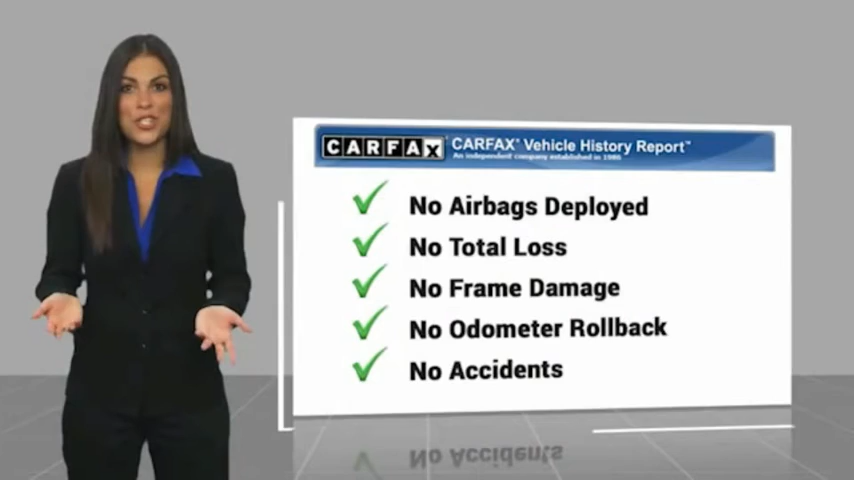 CARFAX CARFAX® Vehicle History Report™
An independent company established in 1986
No Airbags Deployed
No Total Loss
No Frame Damage
No Odometer Rollback
No Accidents
No Accidents